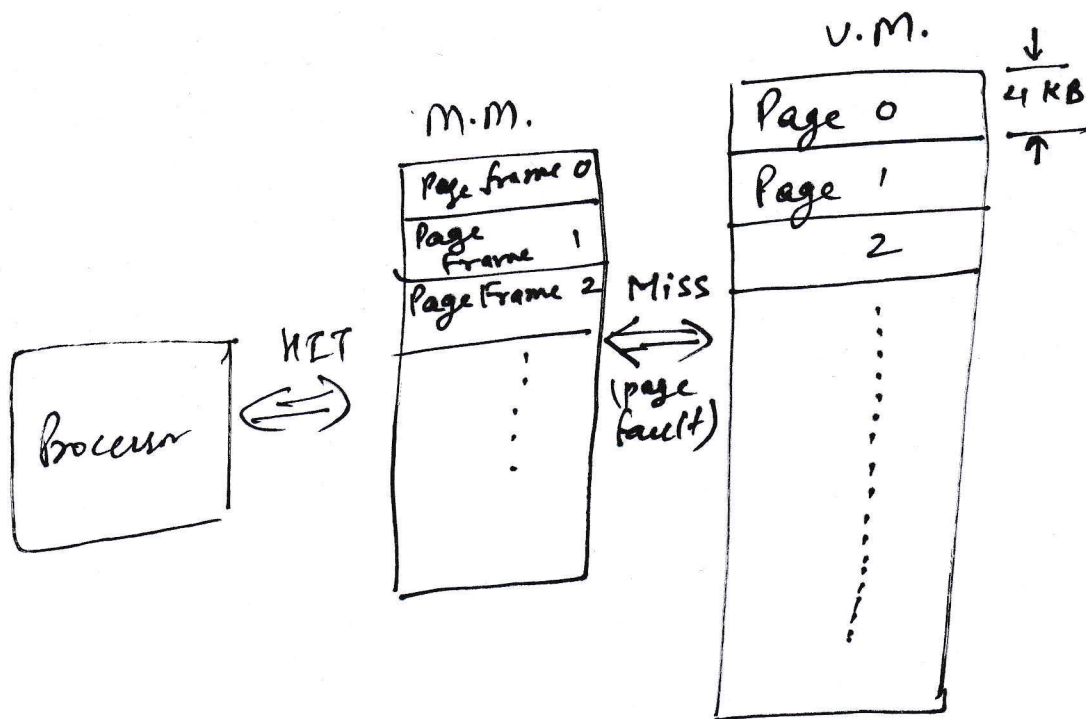 V.M.
4 KB
Page 0
Page 1
2
M.M.
Page frame 0
Page
Frame 1
Page Frame 2
Miss
(page
fault)
HIT
Processor